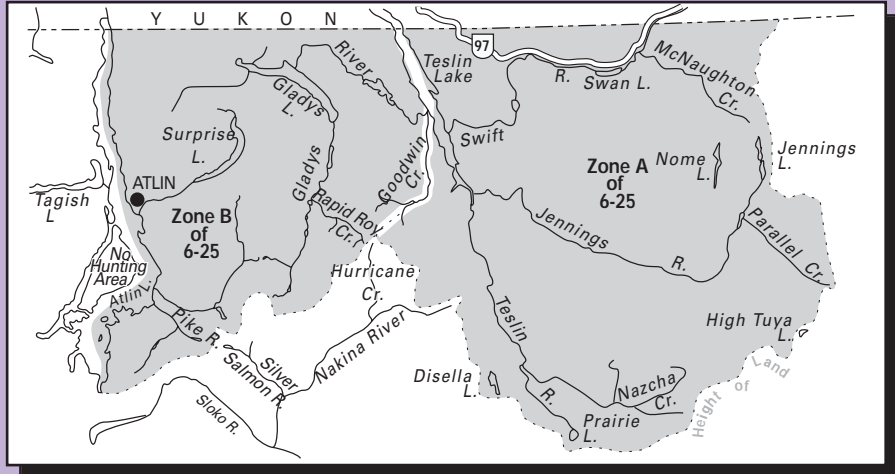 YUKON
97
Teslin
Lake
River
McNaughton
Cr.
R.
Swan L.
Gladys
L.
Surprise
L.
Swift
Goodwin
Cr.
Gladys
Zone A
of
6-25
Nome
L.
Jennings
L.
ATLIN
Tagish
L
Zone B
of
6-25
Rapid Roy
Cr.
Jennings
R.
Parallel Cr.
No
Hunting
Area
Atlin L.
Hurricane
Cr.
Pike R.
Teslin
R.
High Tuya
L.
Nakina River
Silver
Salmon R.
Sloko R.
Disella
L.
Nazcha
Cr.
Prairie
L.
Height of Land